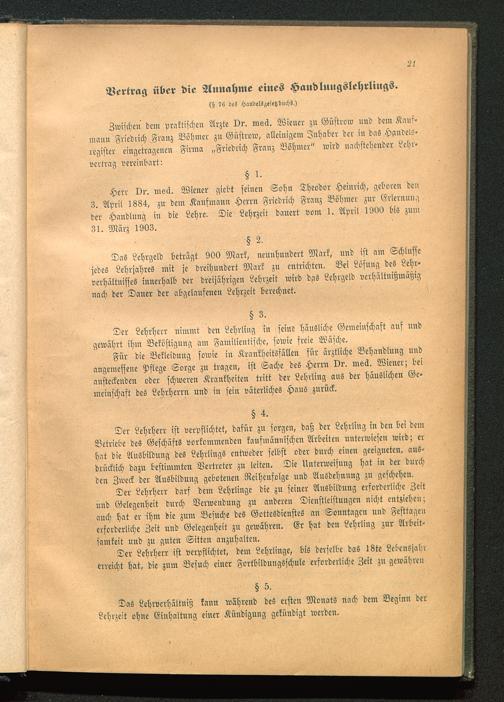 21
Vertrag über die Annahme eines Handlungslehrlings.
(§ 76 des Handelsgesetzbuchs.)
Zwischen dem praktischen Arzte Dr. med. Wiener zu Güstrow und dem Kauf-
mann Friedrich Franz Böhmer zu Güstrow, alleinigem Inhaber der in das Handels-
register eingetragenen Firma „Friedrich Franz Böhmer“ wird nachstehender Lehr-
vertrag vereinbart:
§ 1.
Herr Dr. med. Wiener giebt seinen Sohn Theodor Heinrich, geboren den
3. April 1884, zu dem Kaufmann Herrn Friedrich Franz Böhmer zur Erlernung
der Handlung in die Lehre. Die Lehrzeit dauert vom 1. April 1900 bis zum
31. März 1903.
§ 2.
Das Lehrgeld beträgt 900 Mark, neunhundert Mark, und ist am Schlusse
jedes Lehrjahres mit je dreihundert Mark zu entrichten. Bei Lösung des Lehr-
verhältnisses innerhalb der dreijährigen Lehrzeit wird das Lehrgeld verhältnißmäßig
nach der Dauer der abgelaufenen Lehrzeit berechnet.
§ 3.
Der Lehrherr nimmt den Lehrling in seine häusliche Gemeinschaft auf und
gewährt ihm Beköstigung am Familientische, sowie freie Wäsche.
Für die Bekleidung sowie in Krankheitsfällen für ärztliche Behandlung und
angemessene Pflege Sorge zu tragen, ist Sache des Herrn Dr. med. Wiener; bei
ansteckenden oder schweren Krankheiten tritt der Lehrling aus der häuslichen Ge-
meinschaft des Lehrherrn und in sein väterliches Haus zurück.
§ 4.
Der Lehrherr ist verpflichtet, dafür zu sorgen, daß der Lehrling in den bei dem
Betriebe des Geschäfts vorkommenden kaufmännischen Arbeiten unterwiesen wird; er
hat die Ausbildung des Lehrlings entweder selbst oder durch einen geeigneten, aus-
drücklich dazu bestimmten Vertreter zu leiten. Die Unterweisung hat in der durch
den Zweck der Ausbildung gebotenen Reihenfolge und Ausdehnung zu geschehen.
Der Lehrherr darf dem Lehrlinge die zu seiner Ausbildung erforderliche Zeit
und Gelegenheit durch Verwendung zu anderen Dienstleistungen nicht entziehen;
auch hat er ihm die zum Besuche des Gottesdienstes an Sonntagen und Festtagen
erforderliche Zeit und Gelegenheit zu gewähren. Er hat den Lehrling zur Arbeit-
samkeit und zu guten Sitten anzuhalten.
Der Lehrherr ist verpflichtet, dem Lehrlinge, bis derselbe das 18te Lebensjahr
erreicht hat, die zum Besuch einer Fortbildungsschule erforderliche Zeit zu gewähren
§ 5.
Das Lehrverhältniß kann während des ersten Monats nach dem Beginn der
Lehrzeit ohne Einhaltung einer Kündigung gekündigt werden.